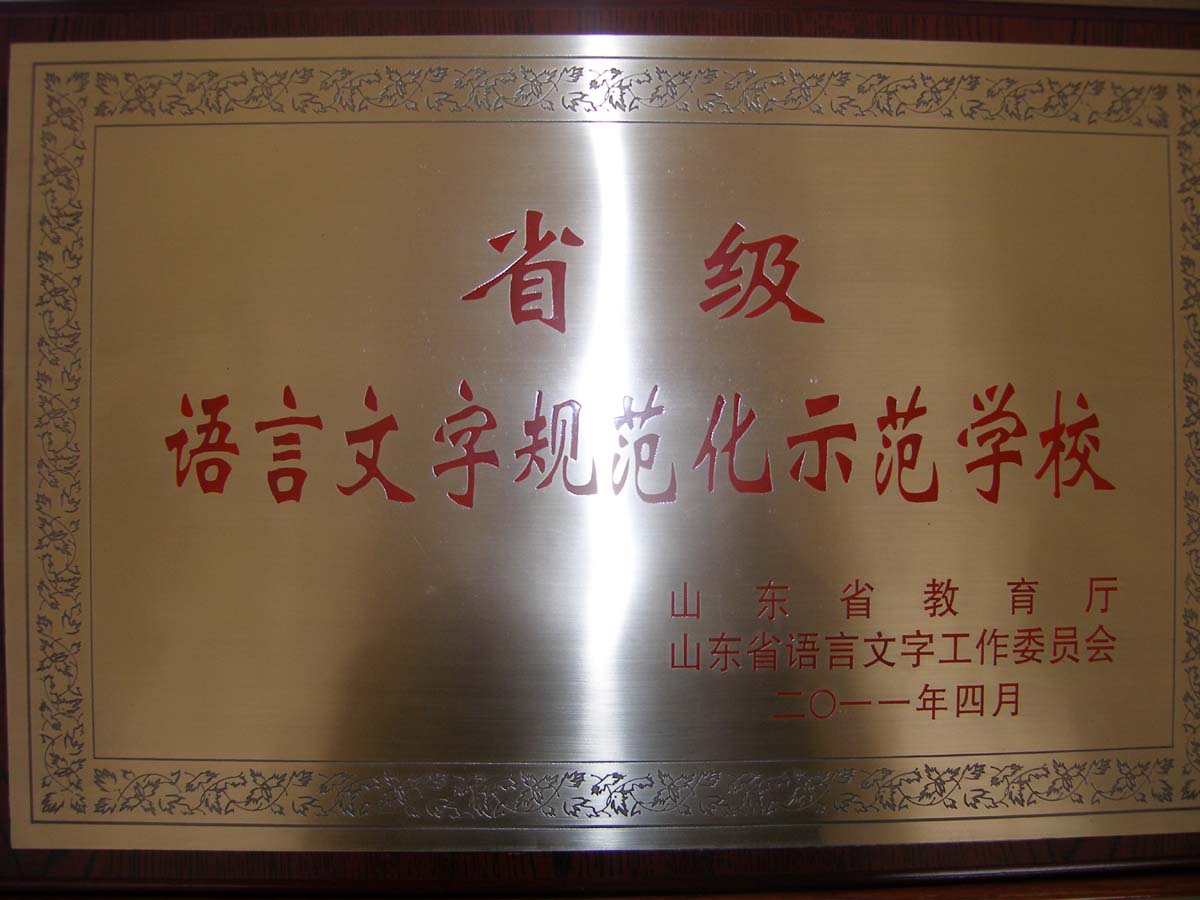 省级
语言文字规范化示范学校
山东省教育厅
山东省语言文字工作委员会
二〇一一年四月